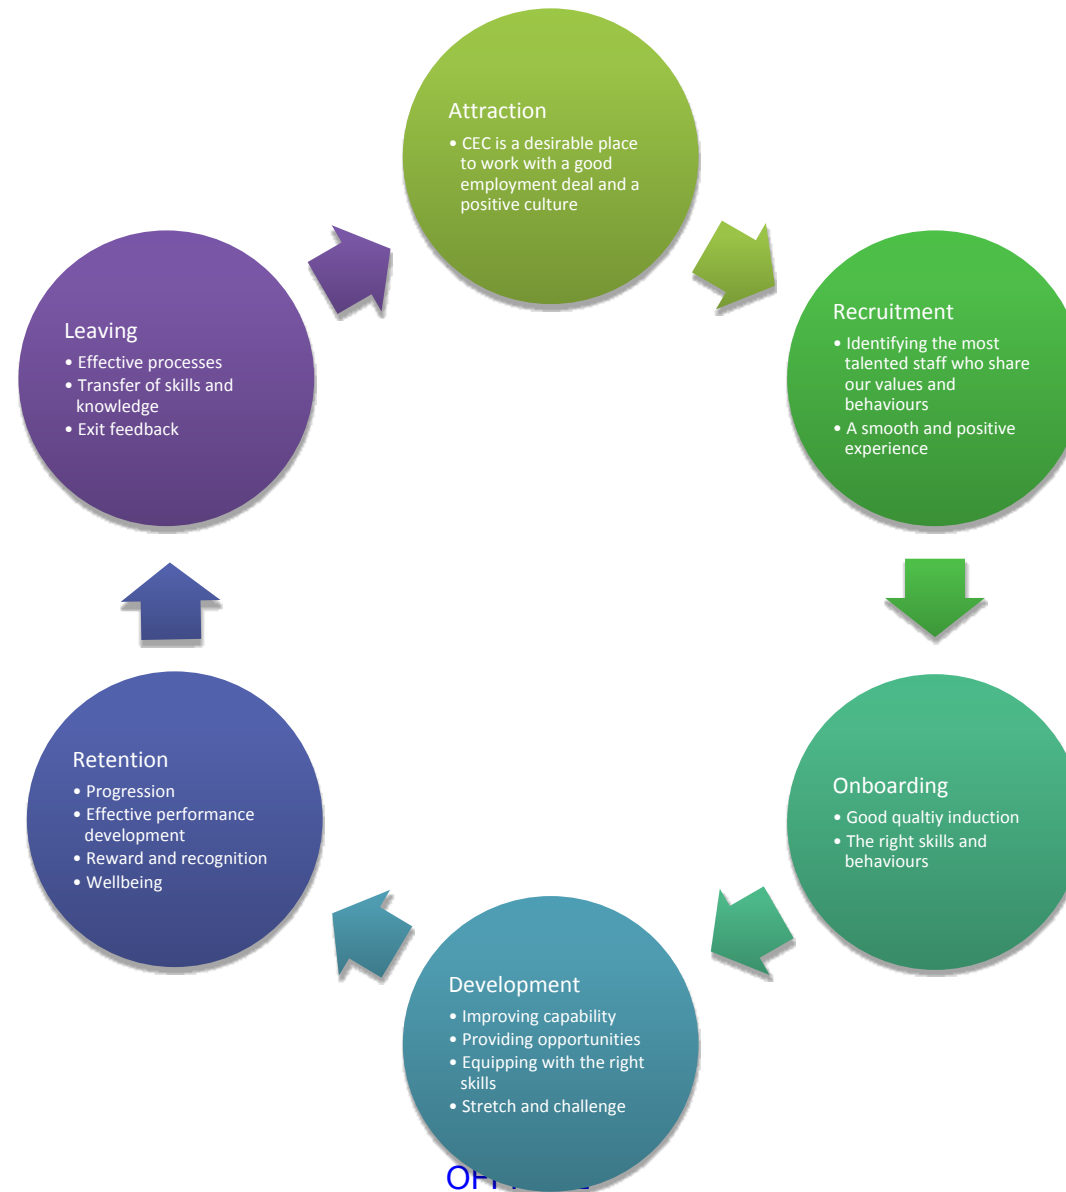 Attraction
• CEC is a desirable place
to work with a good
employment deal and a
positive culture
Recruitment
• Identifying the most
talented staff who share
our values and
behaviours
• A smooth and positive
experience
Onboarding
• Good qualtiy induction
• The right skills and
behaviours
Development
• Improving capability
• Providing opportunities
• Equipping with the right
skills
• Stretch and challenge
Retention
• Progression
• Effective performance
development
• Reward and recognition
• Wellbeing
Leaving
• Effective processes
• Transfer of skills and
knowledge
• Exit feedback